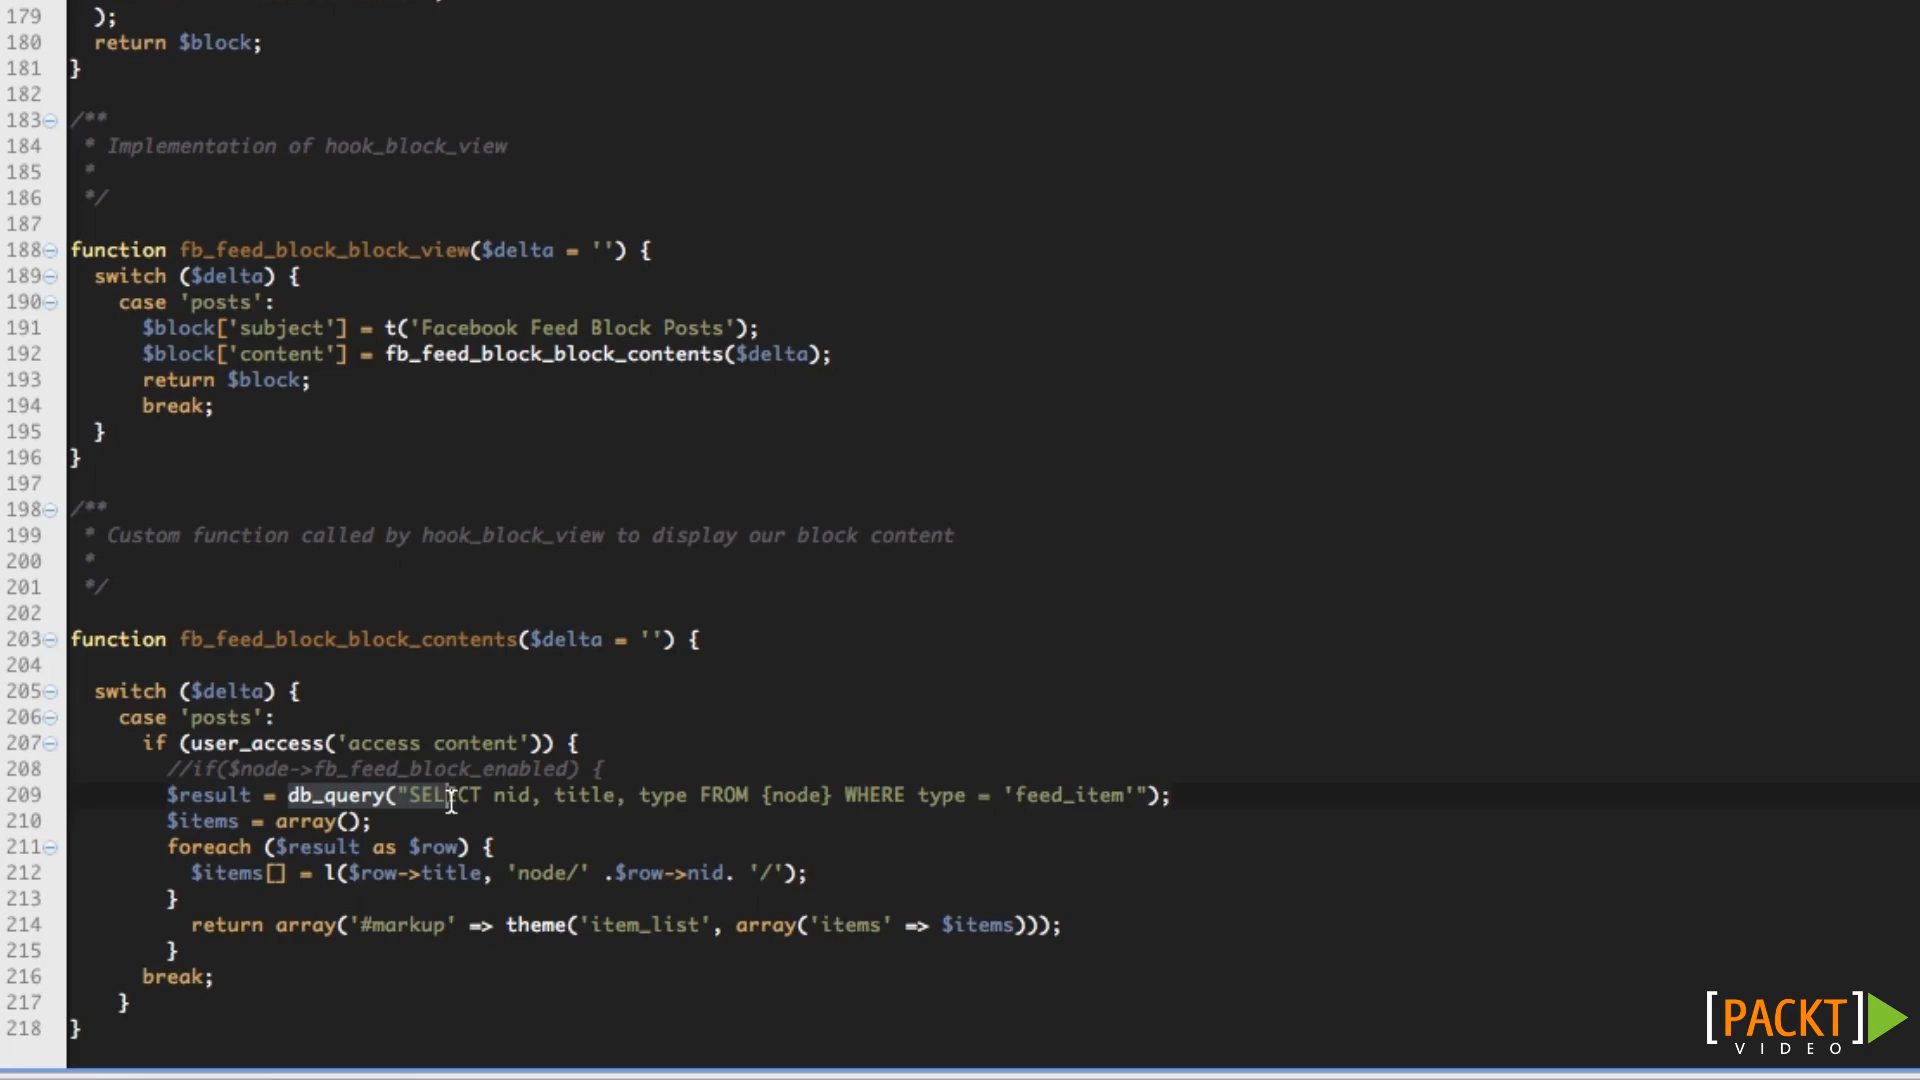 179 );
180 return $block;
181 }
182
183 /**
184 * Implementation of hook_block_view
185 *
186 */
187
188 function fb_feed_block_block_view($delta = '') {
189 switch ($delta) {
190 case 'posts':
191 $block['subject'] = t('Facebook Feed Block Posts');
192 $block['content'] = fb_feed_block_block_contents($delta);
193 return $block;
194 break;
195 }
196 }
197
198 /**
199 * Custom function called by hook_block_view to display our block content
200 *
201 */
202
203 function fb_feed_block_block_contents($delta = '') {
204
205 switch ($delta) {
206 case 'posts':
207 if (user_access('access content')) {
208 //if($node->fb_feed_block_enabled) {
209 $result = db_query("SELECT nid, title, type FROM {node} WHERE type = 'feed_item'");
210 $items = array();
211 foreach ($result as $row) {
212 $items[] = l($row->title, 'node/' .$row->nid. '/');
213 }
214 return array('#markup' => theme('item_list', array('items' => $items)));
215 }
216 break;
217 }
218 }
[PACKT]
VIDEO